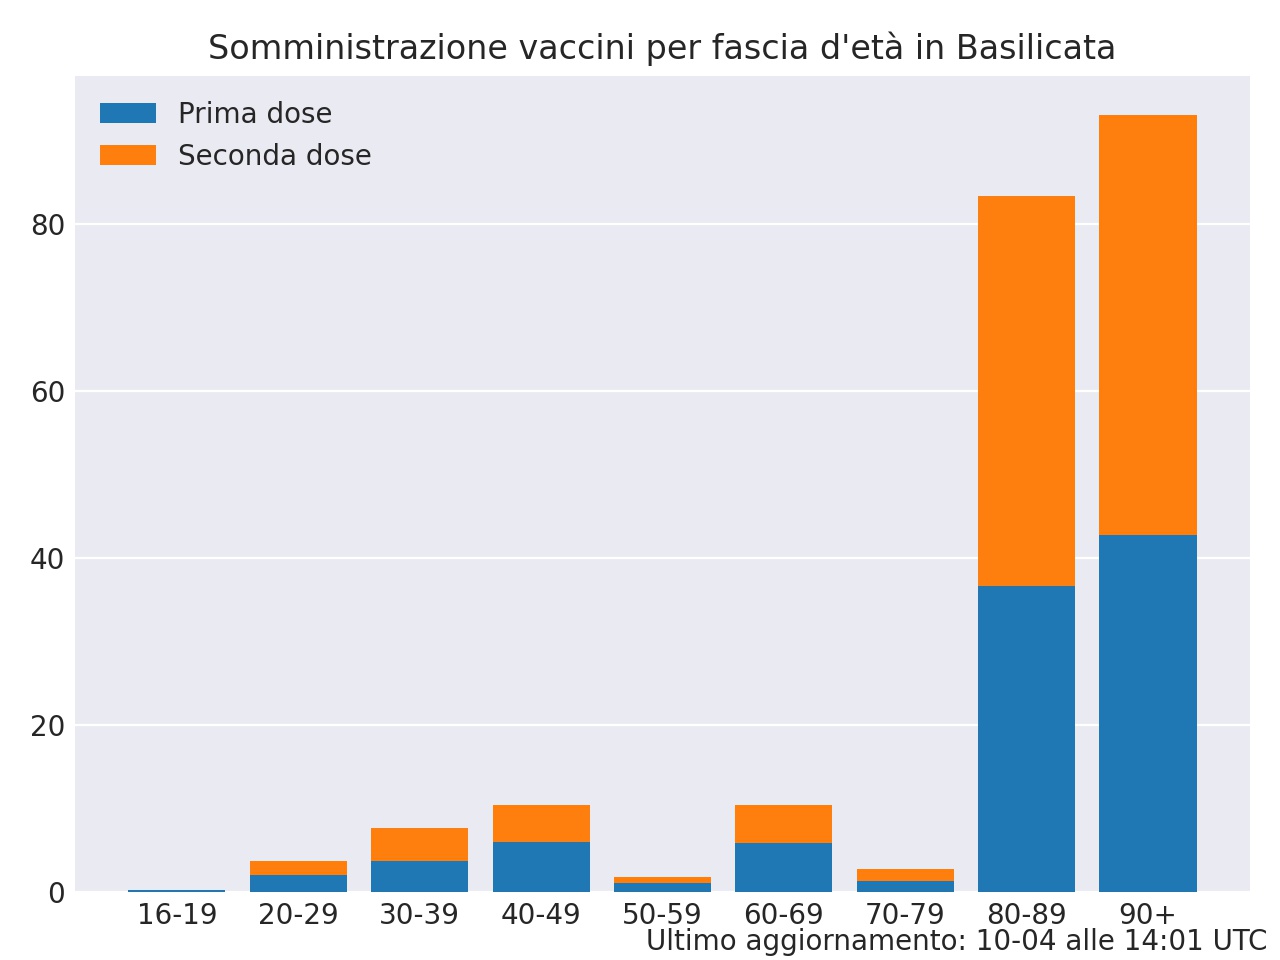 Somministrazione vaccini per fascia d'età in Basilicata
Prima dose
Seconda dose
80
60
40
20
0
16-19 20-29 30-39 40-49 50-59 60-69 70-79 80-89 90+
Ultimo aggiornamento: 10-04 alle 14:01 UTC